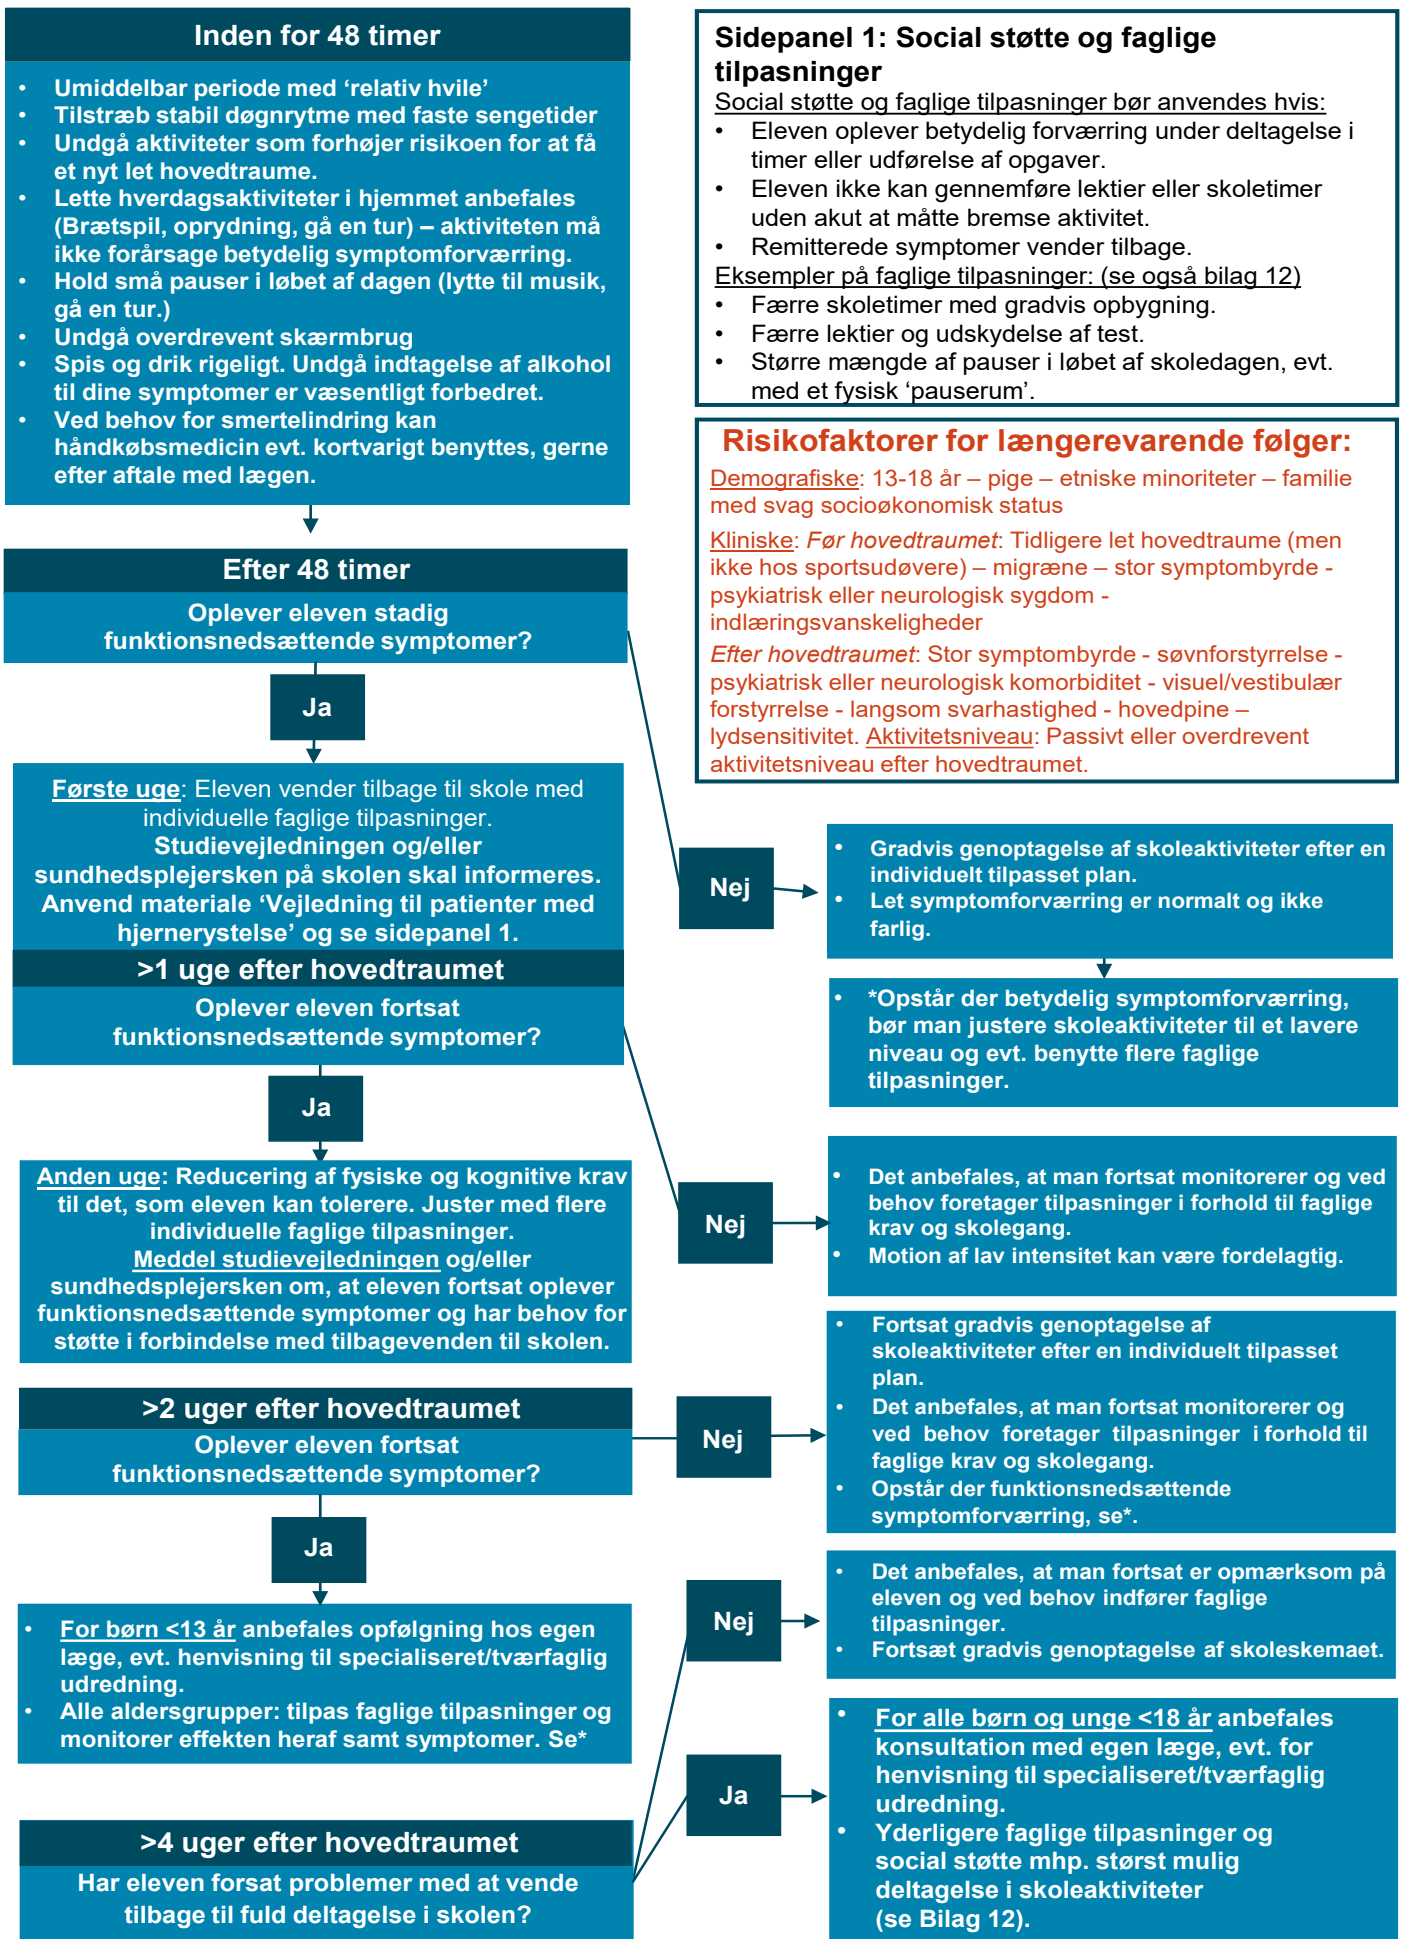 Inden for 48 timer
• Umiddelbar periode med ‘relativ hvile’
• Tilstræb stabil døgnrytme med faste sengetider
• Undgå aktiviteter som forhøjer risikoen for at få
et nyt let hovedtraume.
• Lette hverdagsaktiviteter i hjemmet anbefales
(Brætspil, oprydning, gå en tur) – aktiviteten må
ikke forårsage betydelig symptomforværring.
• Hold små pauser i løbet af dagen (lytte til musik,
gå en tur.)
• Undgå overdrevent skærmbrug
• Spis og drik rigeligt. Undgå indtagelse af alkohol
til dine symptomer er væsentligt forbedret.
• Ved behov for smertelindring kan
håndkøbsmedicin evt. kortvarigt benyttes, gerne
efter aftale med lægen.
Sidepanel 1: Social støtte og faglige
tilpasninger
Social støtte og faglige tilpasninger bør anvendes hvis:
• Eleven oplever betydelig forværring under deltagelse i
timer eller udførelse af opgaver.
• Eleven ikke kan gennemføre lektier eller skoletimer
uden akut at måtte bremse aktivitet.
• Remitterede symptomer vender tilbage.
Eksempler på faglige tilpasninger: (se også bilag 12)
• Færre skoletimer med gradvis opbygning.
• Færre lektier og udskydelse af test.
• Større mængde af pauser i løbet af skoledagen, evt.
med et fysisk ‘pauserum’.
Risikofaktorer for længerevarende følger:
Demografiske: 13-18 år – pige – etniske minoriteter – familie
med svag socioøkonomisk status
Kliniske: Før hovedtraumet: Tidligere let hovedtraume (men
ikke hos sportsudøvere) – migræne – stor symptombyrde -
psykiatrisk eller neurologisk sygdom -
indlæringsvanskeligheder
Efter hovedtraumet: Stor symptombyrde - søvnforstyrrelse -
psykiatrisk eller neurologisk komorbiditet - visuel/vestibulær
forstyrrelse - langsom svarhastighed - hovedpine –
lydsensitivitet. Aktivitetsniveau: Passivt eller overdrevent
aktivitetsniveau efter hovedtraumet.
Efter 48 timer
Oplever eleven stadig
funktionsnedsættende symptomer?
Ja
Nej
• Gradvis genoptagelse af skoleaktiviteter efter en
individuelt tilpasset plan.
• Let symptomforværring er normalt og ikke
farlig.
• *Opstår der betydelig symptomforværring,
bør man justere skoleaktiviteter til et lavere
niveau og evt. benytte flere faglige
tilpasninger.
Første uge: Eleven vender tilbage til skole med
individuelle faglige tilpasninger.
Studievejledningen og/eller
sundhedsplejersken på skolen skal informeres.
Anvend materiale ‘Vejledning til patienter med
hjernerystelse’ og se sidepanel 1.
>1 uge efter hovedtraumet
Oplever eleven fortsat
funktionsnedsættende symptomer?
Ja
Nej
• Det anbefales, at man fortsat monitorerer og ved
behov foretager tilpasninger i forhold til faglige
krav og skolegang.
• Motion af lav intensitet kan være fordelagtig.
Anden uge: Reducering af fysiske og kognitive krav
til det, som eleven kan tolerere. Juster med flere
individuelle faglige tilpasninger.
Meddel studievejledningen og/eller
sundhedsplejersken om, at eleven fortsat oplever
funktionsnedsættende symptomer og har behov for
støtte i forbindelse med tilbagevenden til skolen.
>2 uger efter hovedtraumet
Oplever eleven fortsat
funktionsnedsættende symptomer?
Nej
• Fortsat gradvis genoptagelse af
skoleaktiviteter efter en individuelt tilpasset
plan.
• Det anbefales, at man fortsat monitorerer og
ved behov foretager tilpasninger i forhold til
faglige krav og skolegang.
• Opstår der funktionsnedsættende
symptomforværring, se*.
Ja
• For børn <13 år anbefales opfølgning hos egen
læge, evt. henvisning til specialiseret/tværfaglig
udredning.
• Alle aldersgrupper: tilpas faglige tilpasninger og
monitorer effekten heraf samt symptomer. Se*
>4 uger efter hovedtraumet
Har eleven forsat problemer med at vende
tilbage til fuld deltagelse i skolen?
Nej
• Det anbefales, at man fortsat er opmærksom på
eleven og ved behov indfører faglige
tilpasninger.
• Fortsæt gradvis genoptagelse af skoleskemaet.
Ja
• For alle børn og unge <18 år anbefales
konsultation med egen læge, evt. for
henvisning til specialiseret/tværfaglig
udredning.
• Yderligere faglige tilpasninger og
social støtte mhp. størst mulig
deltagelse i skoleaktiviteter
(se Bilag 12).